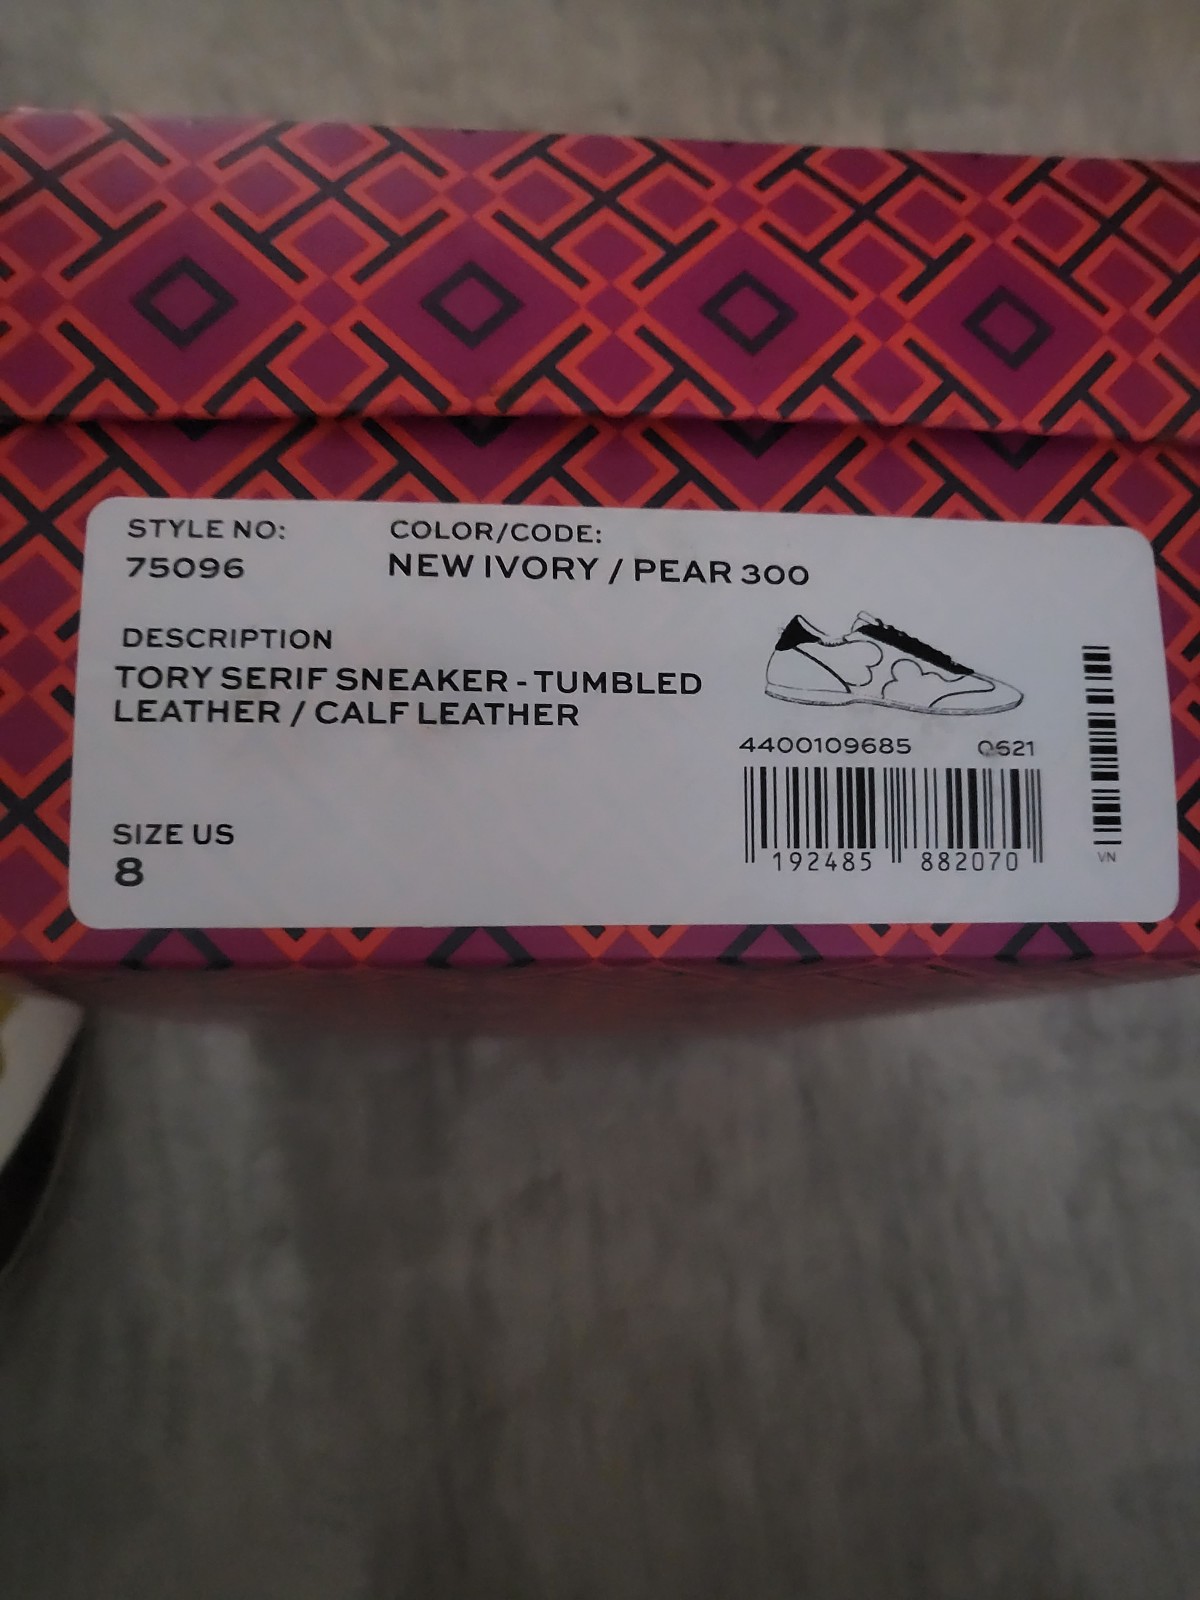 STYLE NO:
COLOR/CODE:
75096
NEW IVORY / PEAR 300
DESCRIPTION
TORY SERIF SNEAKER - TUMBLED
LEATHER / CALF LEATHER
4400109685 0621
SIZE US
8
192485 882070
VN